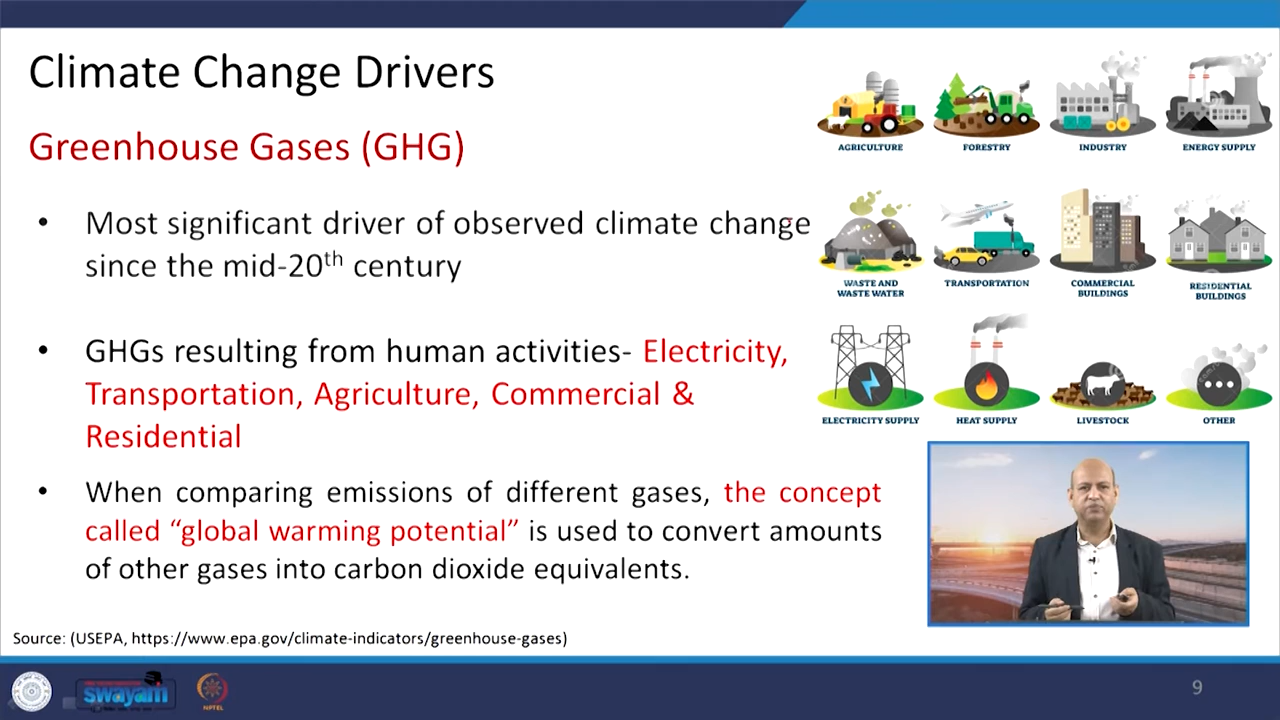 Climate Change Drivers
Greenhouse Gases (GHG)
• Most significant driver of observed climate change
since the mid-20th century
• GHGs resulting from human activities- Electricity,
Transportation, Agriculture, Commercial &
Residential
• When comparing emissions of different gases, the concept
called “global warming potential” is used to convert amounts
of other gases into carbon dioxide equivalents.
AGRICULTURE
FORESTRY
INDUSTRY
ENERGY SUPPLY
WASTE AND
WASTE WATER
TRANSPORTATION
COMMERCIAL
BUILDINGS
RESIDENTIAL
BUILDINGS
ELECTRICITY SUPPLY
HEAT SUPPLY
LIVESTOCK
OTHER
Source: (USEPA, https://www.epa.gov/climate-indicators/greenhouse-gases)
swayam
NPTEL
9